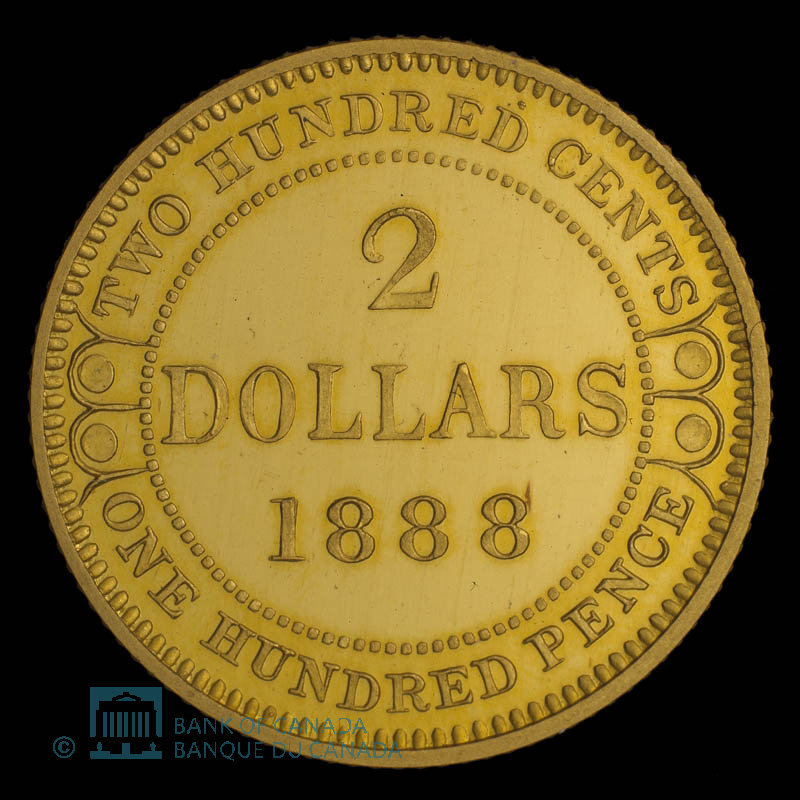 TWO HUNDRED CENTS
2
DOLLARS
1888
ONE HUNDRED PENCE
© BANK OF CANADA
BANQUE DU CANADA